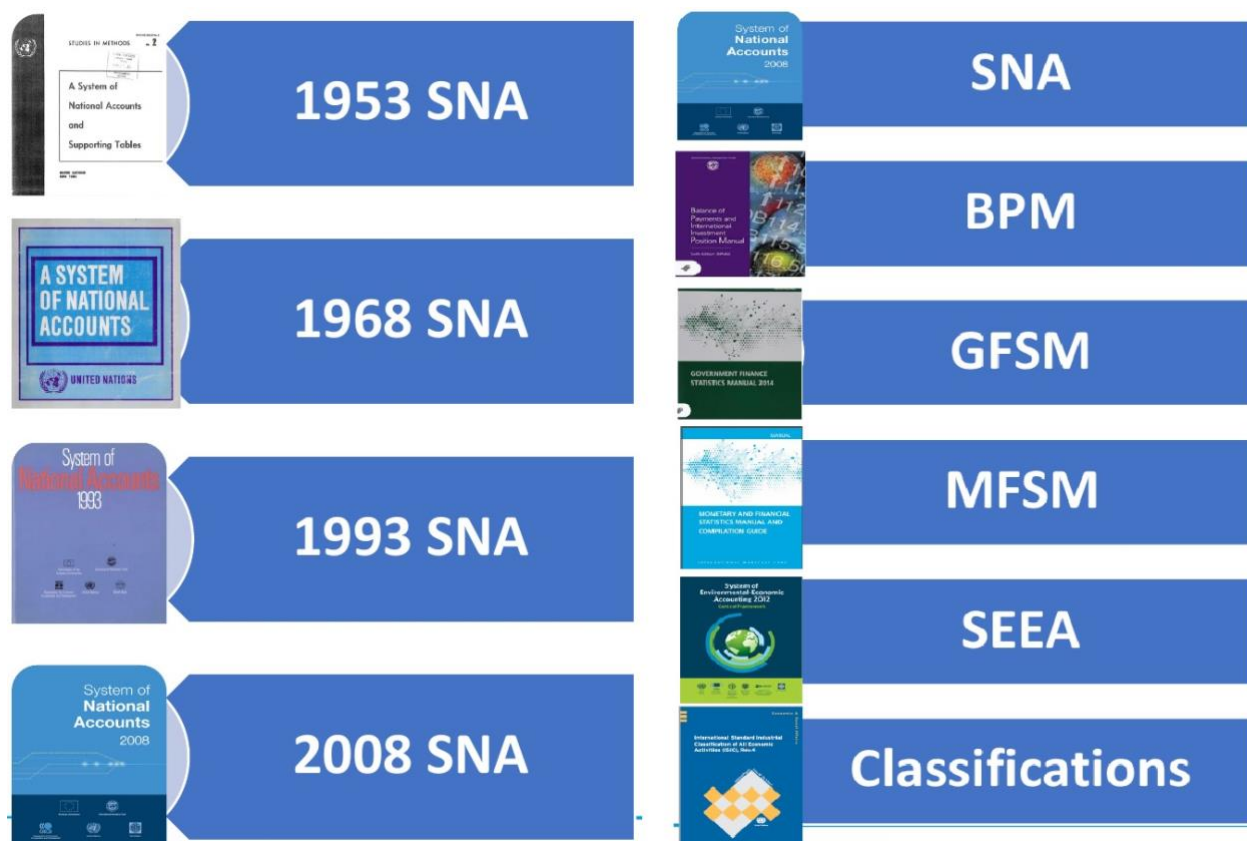 STUDIES IN METHODS
2
A System of
National Accounts
and
Supporting Tables
1953 SNA
A SYSTEM
OF NATIONAL
ACCOUNTS
UNITED NATIONS
1968 SNA
System of
National Accounts
1993
1993 SNA
System of
National
Accounts
2008
2008 SNA
System of
National
Accounts
2008
SNA
Balance of
Payments and
International
Investment
Position Manual
BPM
GOVERNMENT FINANCE
STATISTICS MANUAL 2014
GFSM
MANUAL
MONETARY AND FINANCIAL
STATISTICS MANUAL AND
COMPILATION GUIDE
INTERNATIONAL MONETARY FUND
MFSM
System of
Environmental-Economic
Accounting 2012
Central Framework
SEEA
International Standard Industrial
Classification of All Economic
Activities (ISIC), Rev.4
Classifications